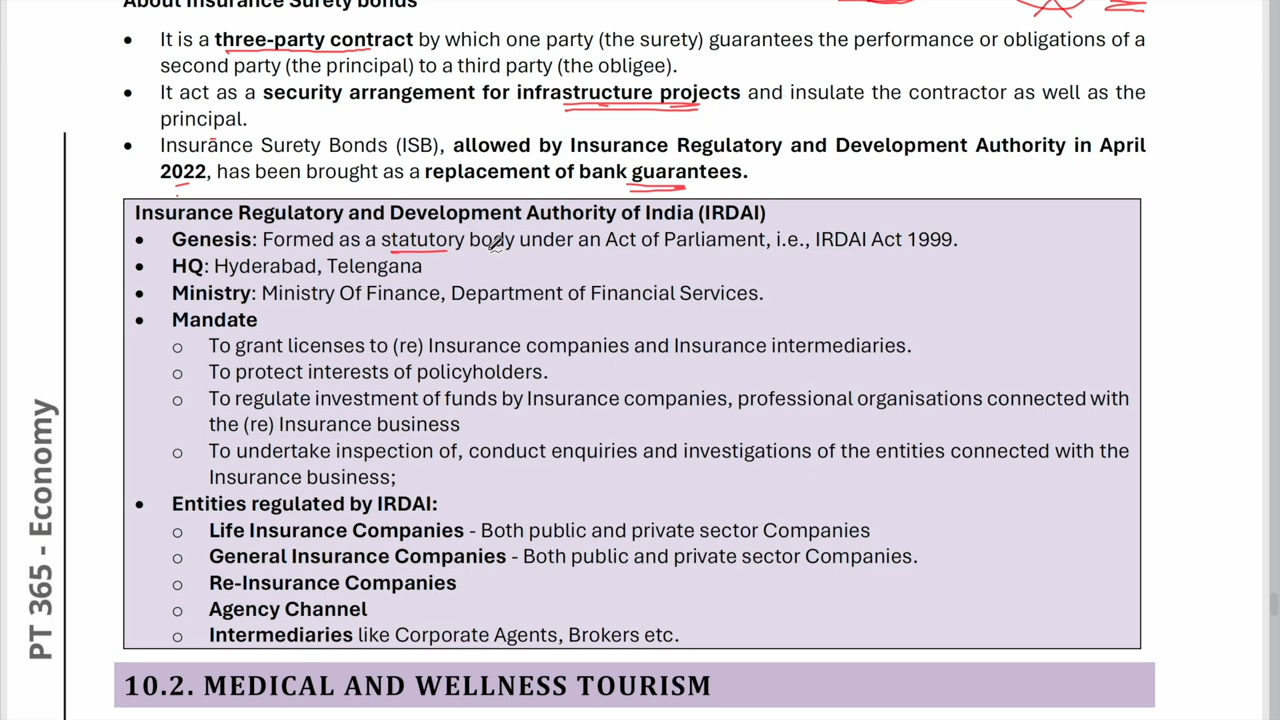 About Insurance Surety bonds
• It is a three-party contract by which one party (the surety) guarantees the performance or obligations of a
second party (the principal) to a third party (the obligee).
• It act as a security arrangement for infrastructure projects and insulate the contractor as well as the
principal.
• Insurance Surety Bonds (ISB), allowed by Insurance Regulatory and Development Authority in April
2022, has been brought as a replacement of bank guarantees.
Insurance Regulatory and Development Authority of India (IRDAI)
• Genesis: Formed as a statutory body under an Act of Parliament, i.e., IRDAI Act 1999.
• HQ: Hyderabad, Telengana
• Ministry: Ministry Of Finance, Department of Financial Services.
• Mandate
o To grant licenses to (re) Insurance companies and Insurance intermediaries.
o To protect interests of policyholders.
o To regulate investment of funds by Insurance companies, professional organisations connected with
the (re) Insurance business
o To undertake inspection of, conduct enquiries and investigations of the entities connected with the
Insurance business;
• Entities regulated by IRDAI:
o Life Insurance Companies - Both public and private sector Companies
o General Insurance Companies - Both public and private sector Companies.
o Re-Insurance Companies
o Agency Channel
o Intermediaries like Corporate Agents, Brokers etc.
PT 365 - Economy
10.2. MEDICAL AND WELLNESS TOURISM